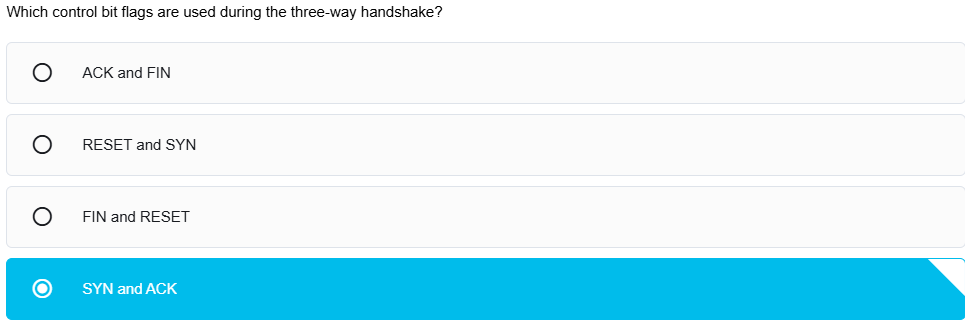 Which control bit flags are used during the three-way handshake?
ACK and FIN
RESET and SYN
FIN and RESET
SYN and ACK